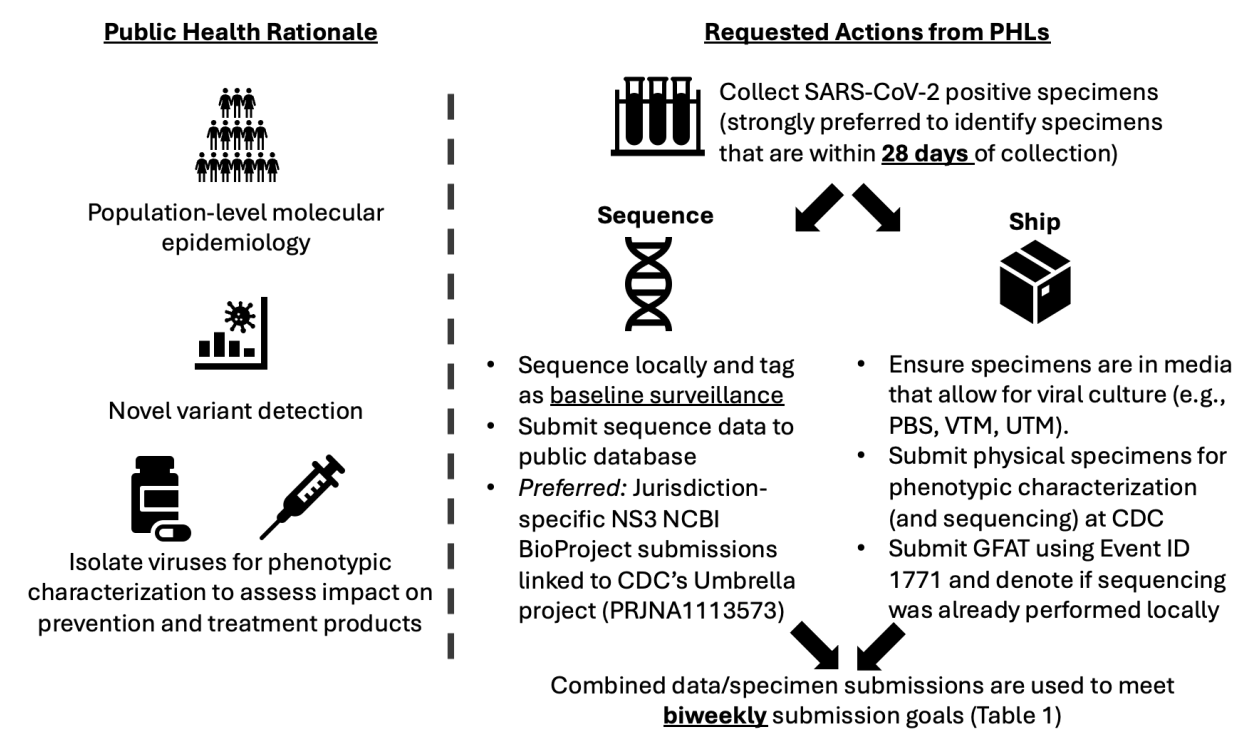 Public Health Rationale
Population-level molecular
epidemiology
Novel variant detection
Isolate viruses for phenotypic
characterization to assess impact on
prevention and treatment products
Requested Actions from PHLs
Collect SARS-CoV-2 positive specimens
(strongly preferred to identify specimens
that are within 28 days of collection)
Sequence
• Sequence locally and tag
as baseline surveillance
• Submit sequence data to
public database
• Preferred: Jurisdiction-
specific NS3 NCBI
BioProject submissions
linked to CDC's Umbrella
project (PRJNA1113573)
Ship
• Ensure specimens are in media
that allow for viral culture (e.g.,
PBS, VTM, UTM).
• Submit physical specimens for
phenotypic characterization
(and sequencing) at CDC
• Submit GFAT using Event ID
1771 and denote if sequencing
was already performed locally
Combined data/specimen submissions are used to meet
biweekly submission goals (Table 1)